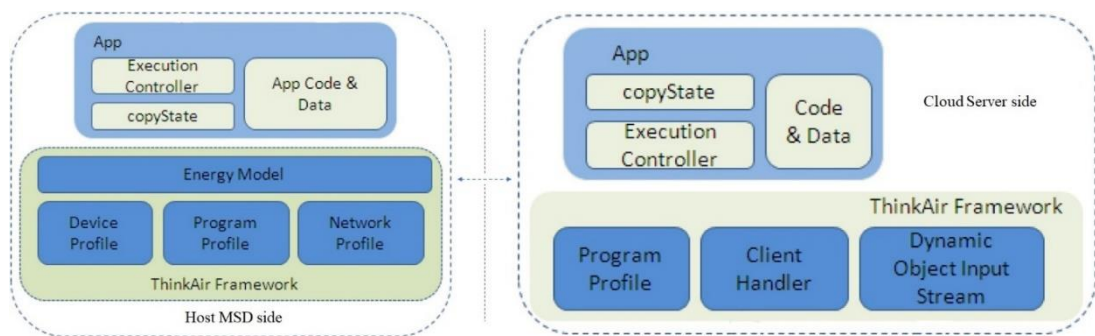 App
Execution
Controller
copyState
App Code &
Data
Energy Model
Device
Profile
Program
Profile
Network
Profile
ThinkAir Framework
Host MSD side
App
copyState
Execution
Controller
Code
& Data
Cloud Server side
ThinkAir Framework
Program
Profile
Client
Handler
Dynamic
Object Input
Stream